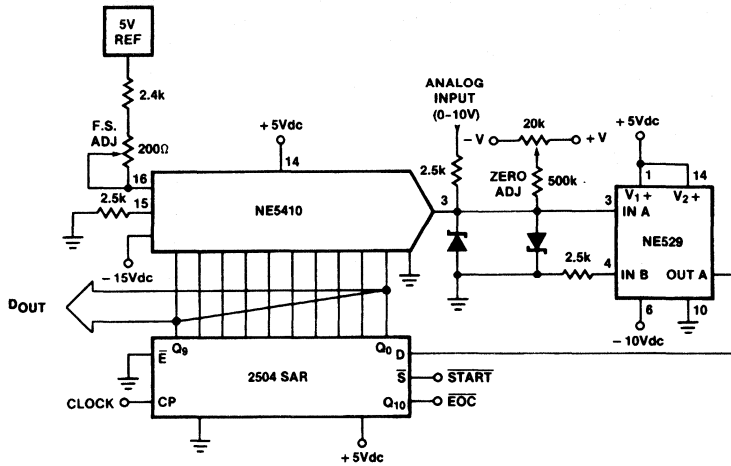 5V
REF
2.4k
F.S.
ADJ
200Ω
+5Vdc
14
16
15
2.5k
NE5410
-15Vdc
3
ANALOG
INPUT
(0-10V)
2.5k
-V
20k
+V
ZERO
ADJ
500k
2.5k
+5Vdc
1
14
V1+
V2+
3
IN A
NE529
4
IN B
OUT A
6
10
-10Vdc
DOUT
Q9
Q0
E̅
D
2504 SAR
S̅
S̅T̅A̅R̅T̅
CLOCK
CP
Q10
E̅O̅C̅
+5Vdc